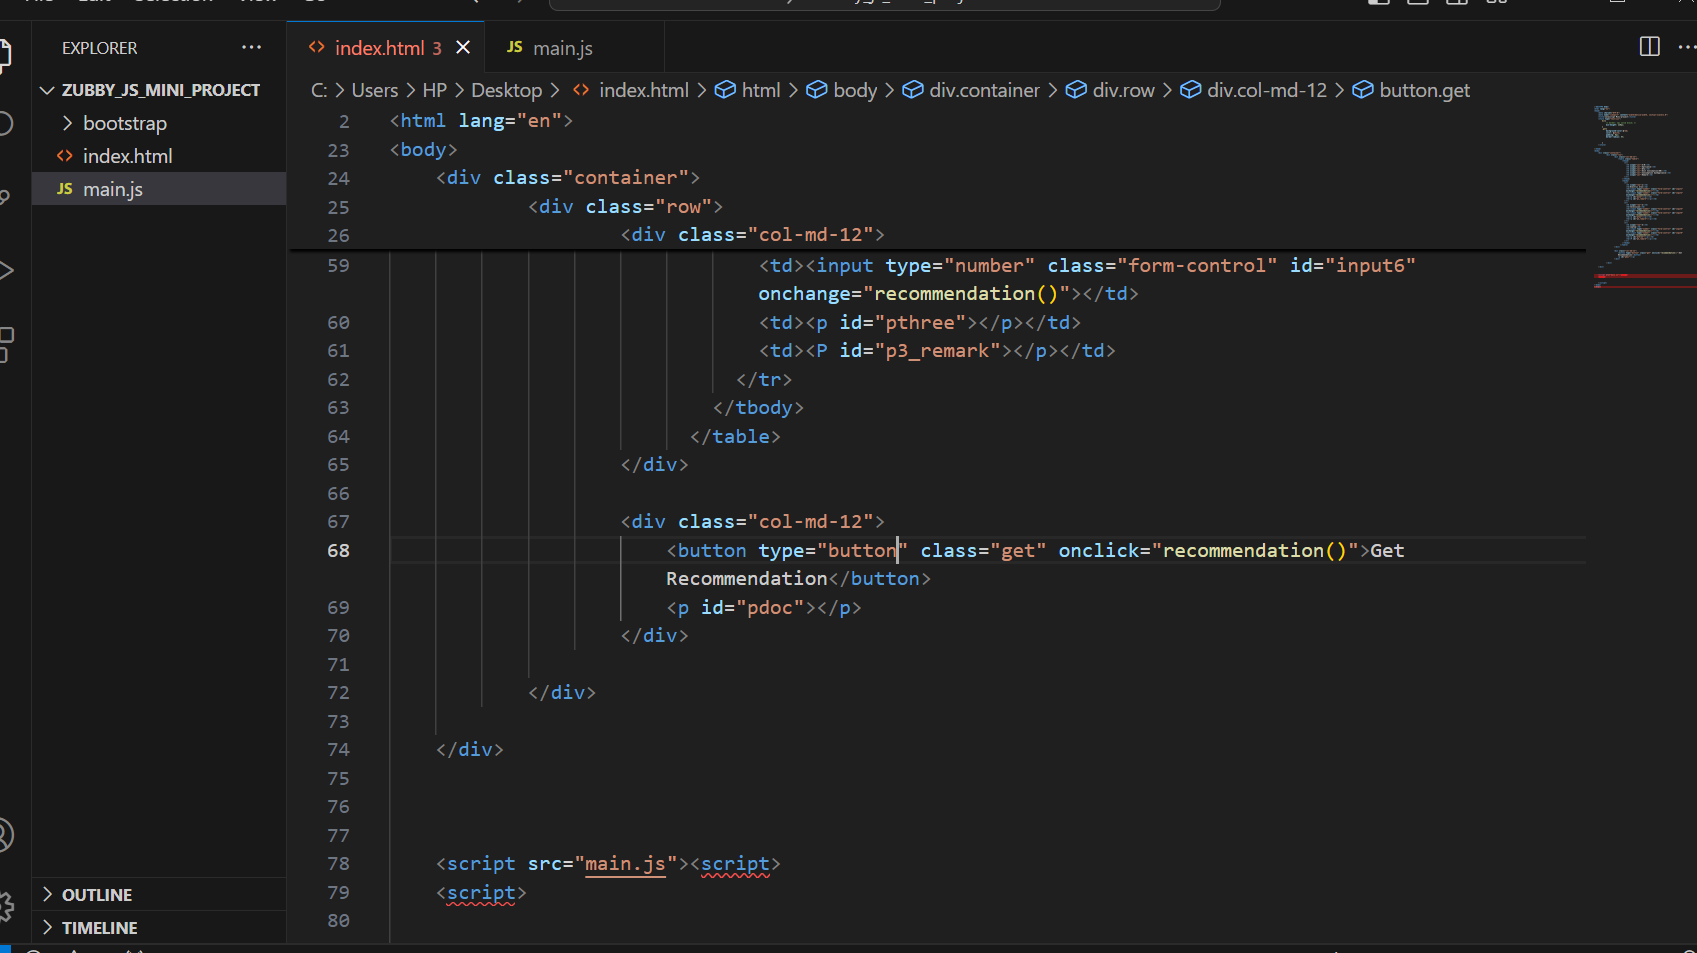 EXPLORER
ZUBBY_JS_MINI_PROJECT
bootstrap
index.html
JS main.js
OUTLINE
TIMELINE
index.html 3
JS main.js
C: > Users > HP > Desktop > index.html > html > body > div.container > div.row > div.col-md-12 > button.get
2 <html lang="en">
23 <body>
24 <div class="container">
25 <div class="row">
26 <div class="col-md-12">
59 <td><input type="number" class="form-control" id="input6"
onchange="recommendation()"></td>
60 <td><p id="pthree"></p></td>
61 <td><P id="p3_remark"></p></td>
62 </tr>
63 </tbody>
64 </table>
65 </div>
66
67 <div class="col-md-12">
68 <button type="button" class="get" onclick="recommendation()">Get
Recommendation</button>
69 <p id="pdoc"></p>
70 </div>
71
72 </div>
73
74 </div>
75
76
77
78 <script src="main.js"><script>
79 <script>
80